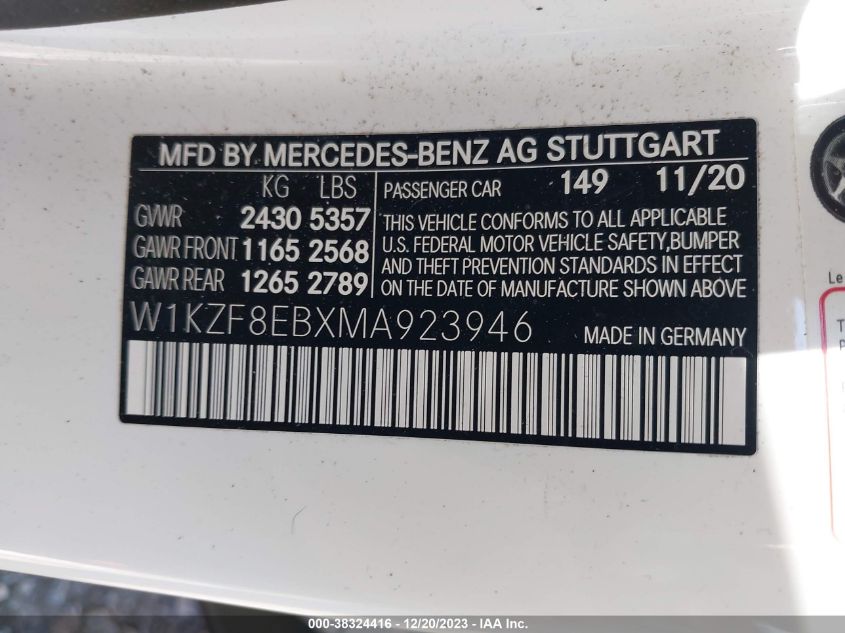 MFD BY MERCEDES-BENZ AG STUTTGART
KG LBS
GVWR 2430 5357
GAWR FRONT 1165 2568
GAWR REAR 1265 2789
PASSENGER CAR 149 11/20
THIS VEHICLE CONFORMS TO ALL APPLICABLE
U.S. FEDERAL MOTOR VEHICLE SAFETY,BUMPER
AND THEFT PREVENTION STANDARDS IN EFFECT
ON THE DATE OF MANUFACTURE SHOWN ABOVE
W1KZF8EBXMA923946 MADE IN GERMANY
Le
000-38324416 - 12/20/2023 - IAA Inc.